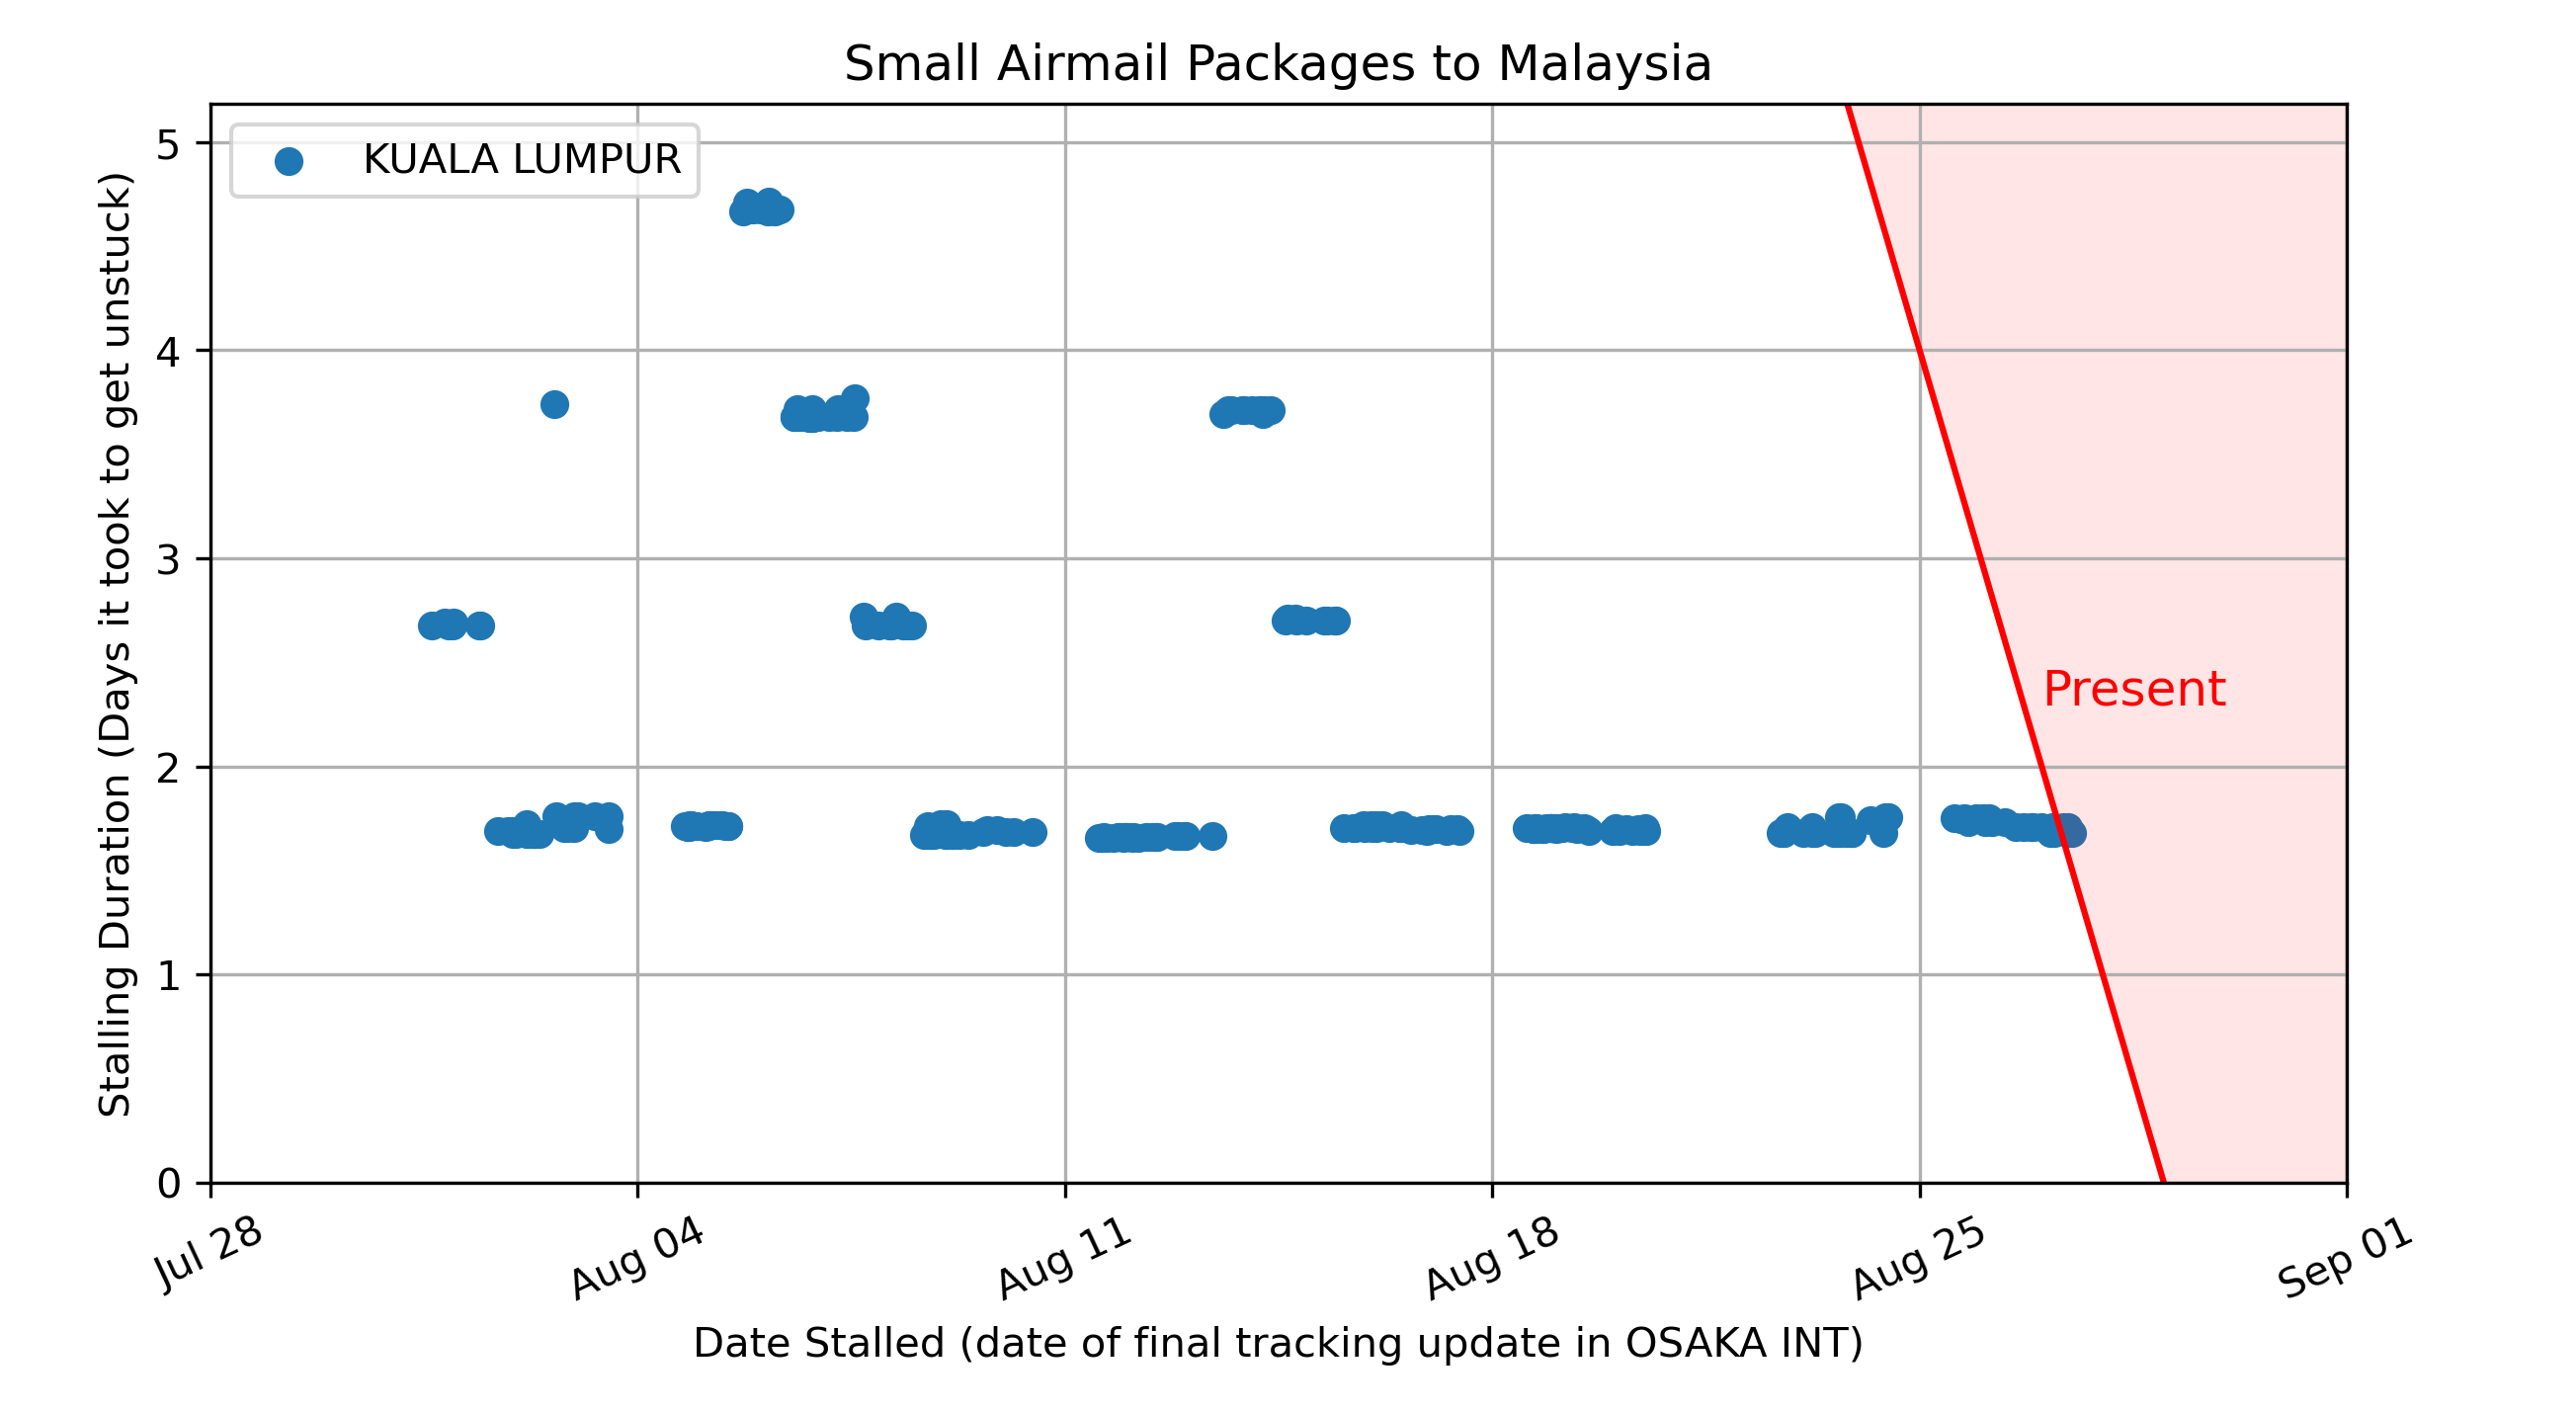 Small Airmail Packages to Malaysia
KUALA LUMPUR
Stalling Duration (Days it took to get unstuck)
5
4
3
2
1
0
Present
Jul 28
Aug 04
Aug 11
Aug 18
Aug 25
Sep 01
Date Stalled (date of final tracking update in OSAKA INT)